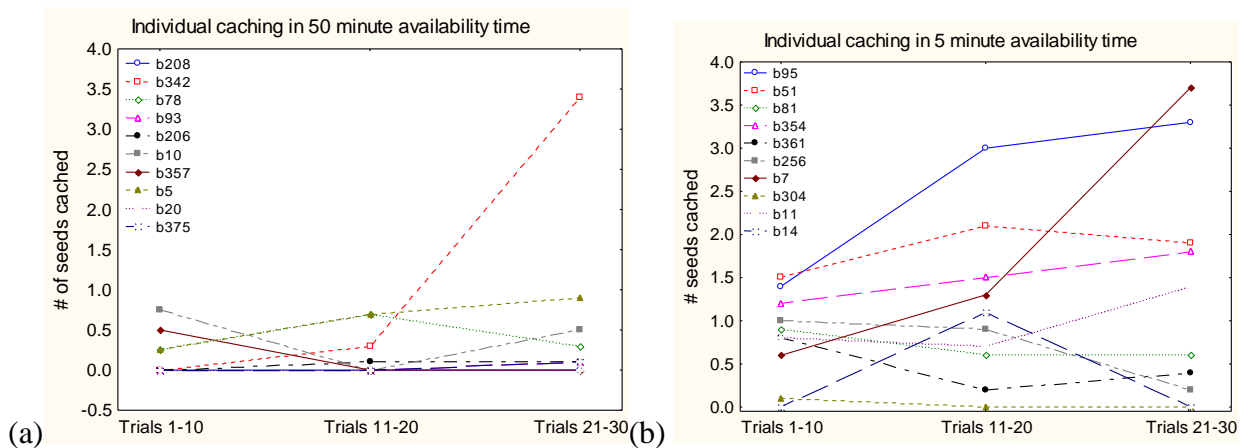 Individual caching in 50 minute availability time
4.0
3.5
3.0
2.5
2.0
1.5
1.0
0.5
0.0
-0.5
# of seeds cached
b208
b342
b78
b93
b206
b10
b357
b5
b20
b375
Trials 1-10 Trials 11-20 Trials 21-30
(a)
Individual caching in 5 minute availability time
4.0
3.5
3.0
2.5
2.0
1.5
1.0
0.5
0.0
# seeds cached
b95
b51
b81
b354
b361
b256
b7
b304
b11
b14
Trials 1-10 Trials 11-20 Trials 21-30
(b)